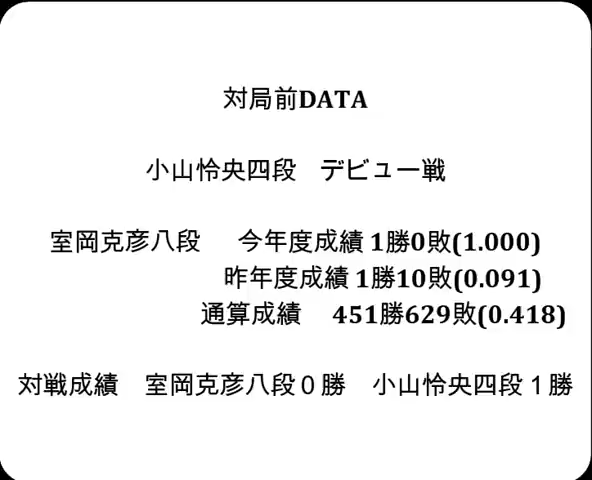 対局前DATA
小山怜央四段　デビュー戦
室岡克彦八段　今年度成績 1勝0敗(1.000)
昨年度成績 1勝10敗(0.091)
通算成績　451勝629敗(0.418)
対戦成績　室岡克彦八段０勝　小山怜央四段１勝